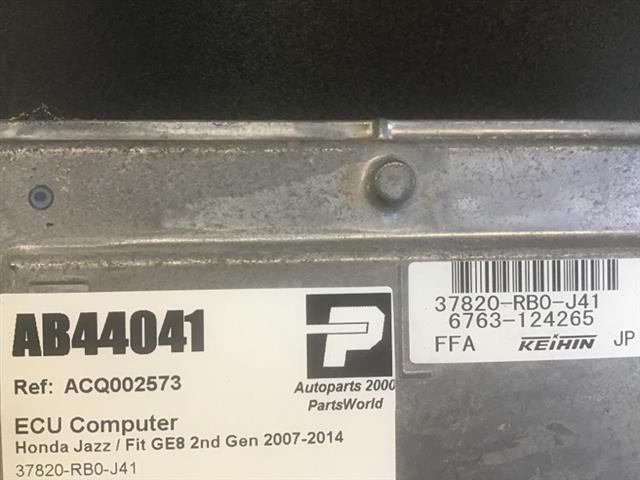 AB44041
Ref: ACQ002573
ECU Computer
Honda Jazz / Fit GE8 2nd Gen 2007-2014
37820-RB0-J41
P
Autoparts 2000
PartsWorld
37820-RB0-J41
6763-124265
FFA KEIHIN JP